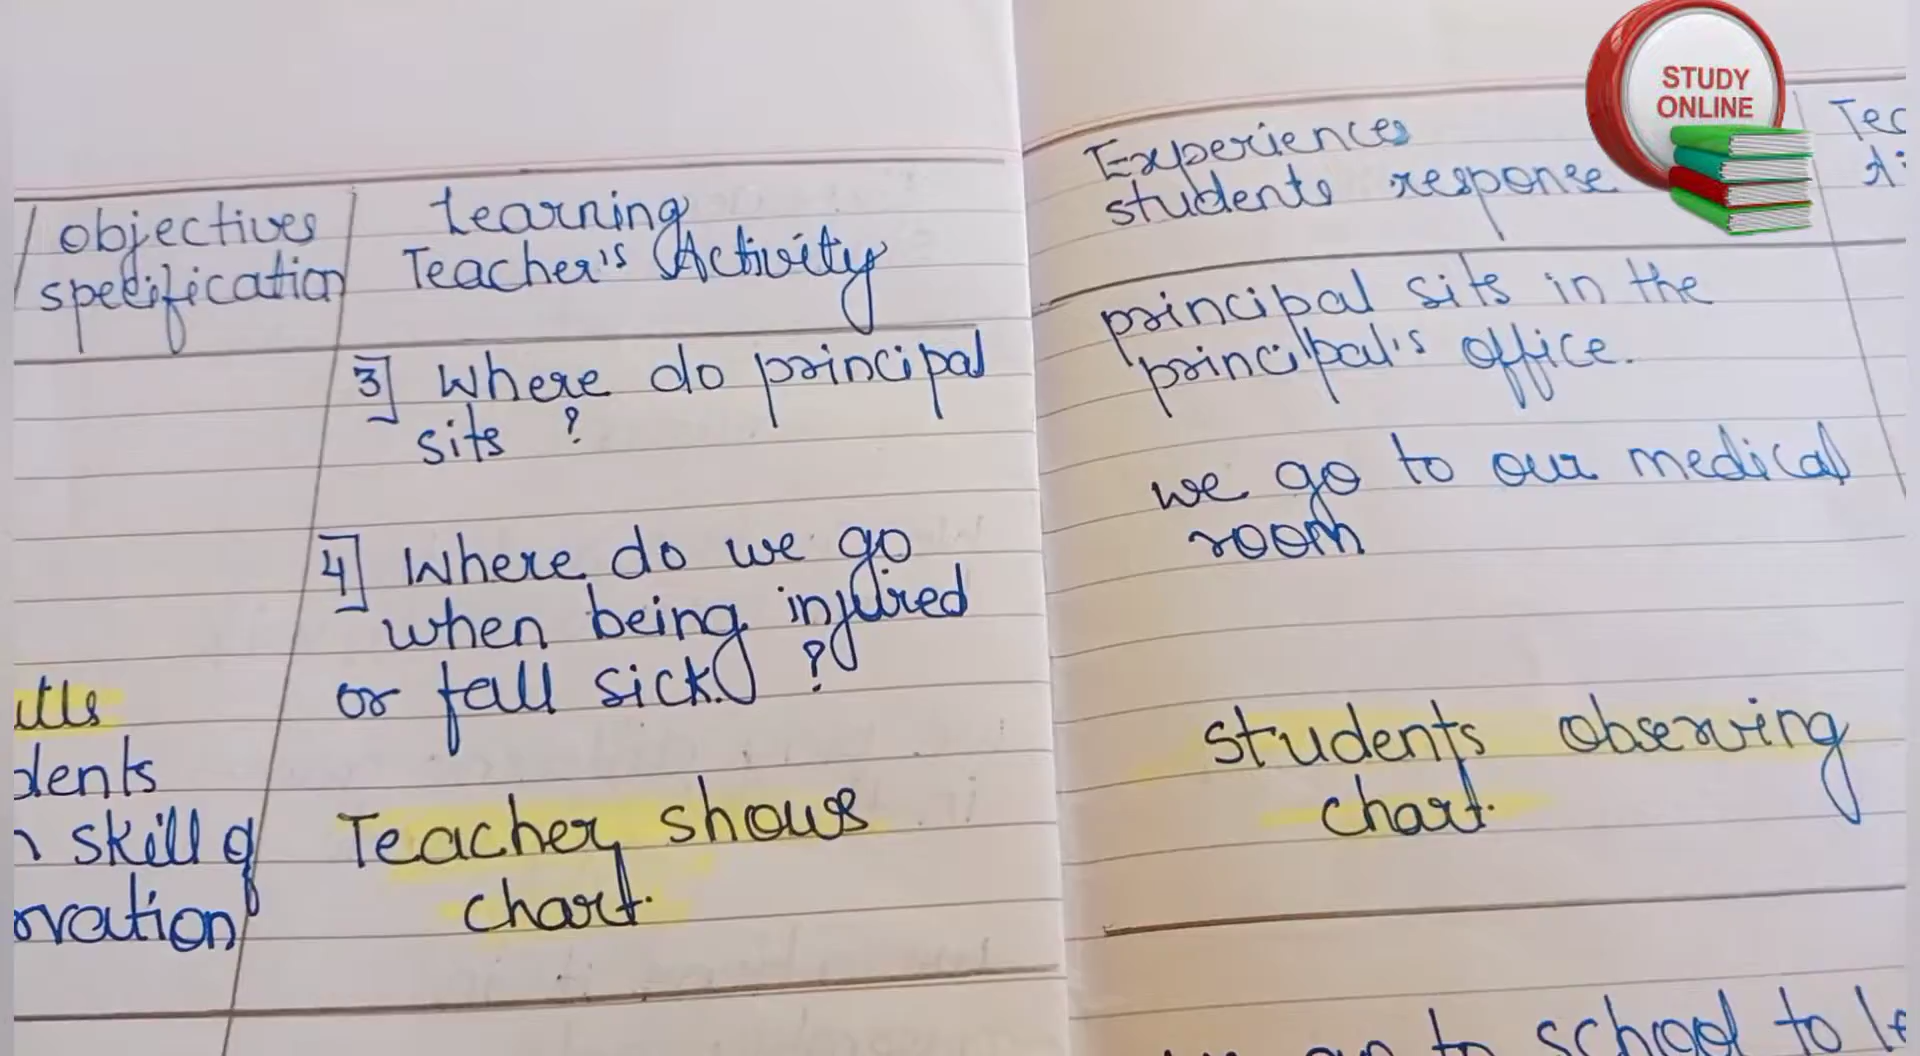 objectives
specification
learning
Teacher's Activity
3] Where do principal
sits ?
4] Where do we go
when being injured
or fall sick. ?
dents
skill of
Teacher shows
chart.
Experiences
students response
principal sits in the
principal's office.
we go to our medical
room
students observing
chart.
to school to
STUDY
ONLINE